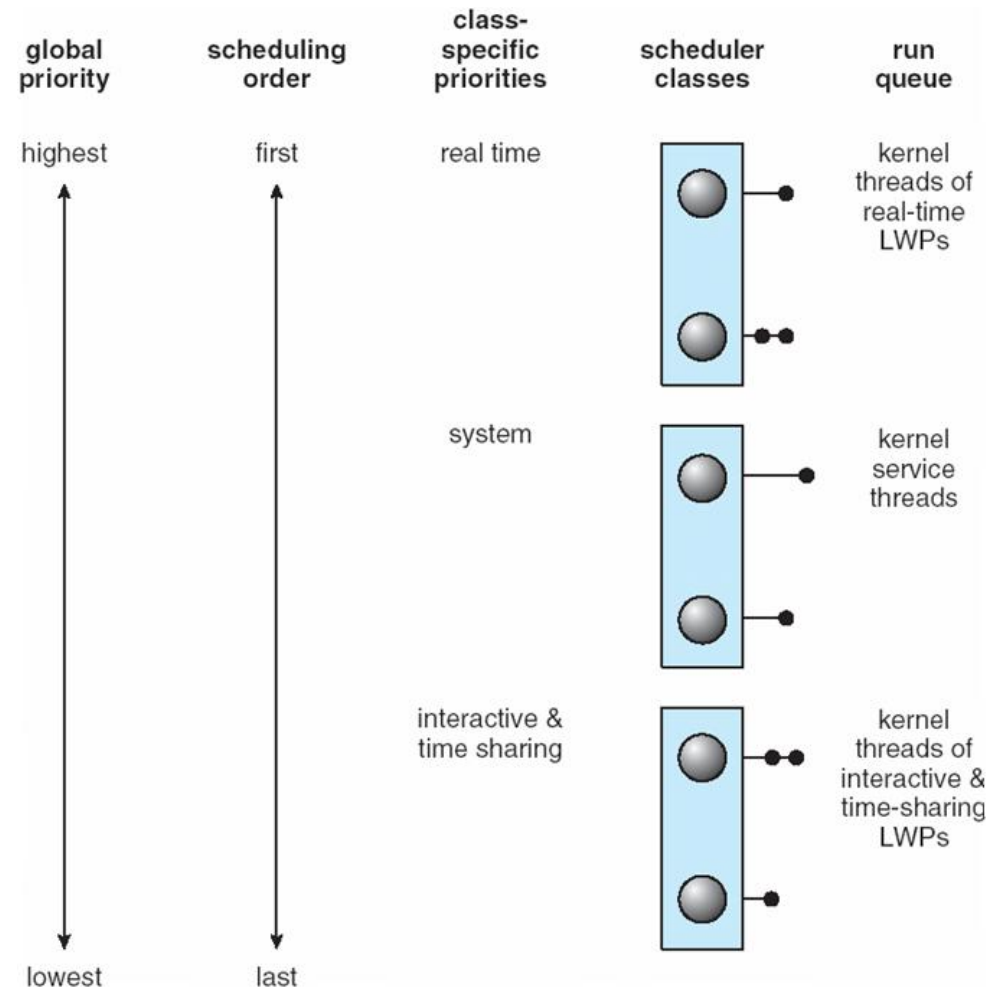 global
priority
scheduling
order
class-
specific
priorities
scheduler
classes
run
queue
highest
first
real time
kernel
threads of
real-time
LWPs
system
kernel
service
threads
interactive &
time sharing
kernel
threads of
interactive &
time-sharing
LWPs
lowest
last